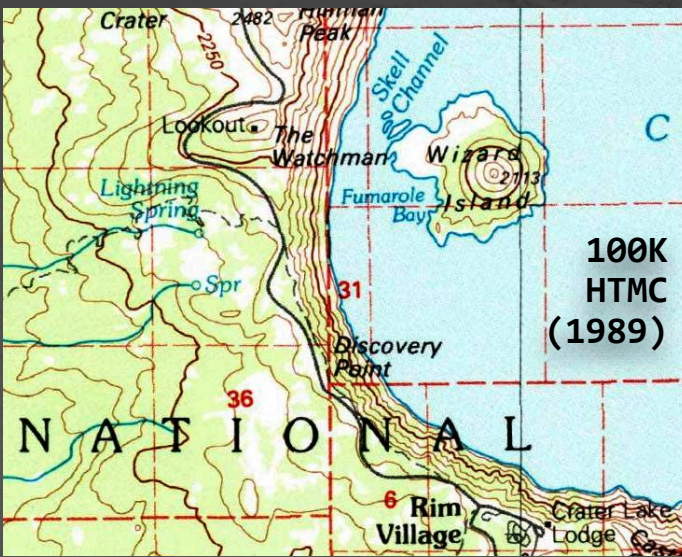 Crater
2482
Peak
2250
Skell
Channel
C
Lookout
The
Watchman
Wizard
2113
Island
Lightning
Spring
Fumarole
Bay
100K
HTMC
(1989)
Spr
31
Discovery
Point
36
NATIONAL
6
Rim
Village
Crater Lake
Lodge